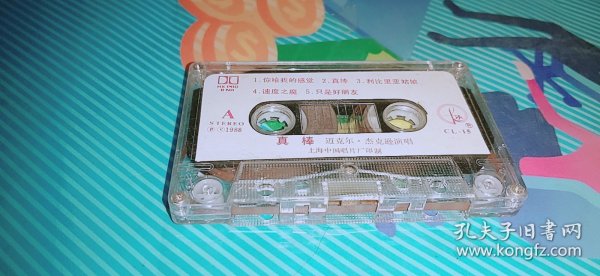 1.你给我的感觉 2.真棒 3.利比里亚姑娘
4.速度之魔 5.只是好朋友
A
STEREO
Ⓟ ©1988
CL-15
真棒 迈克尔·杰克逊演唱
上海中国唱片厂印制
孔夫子旧书网
www.kongfz.com